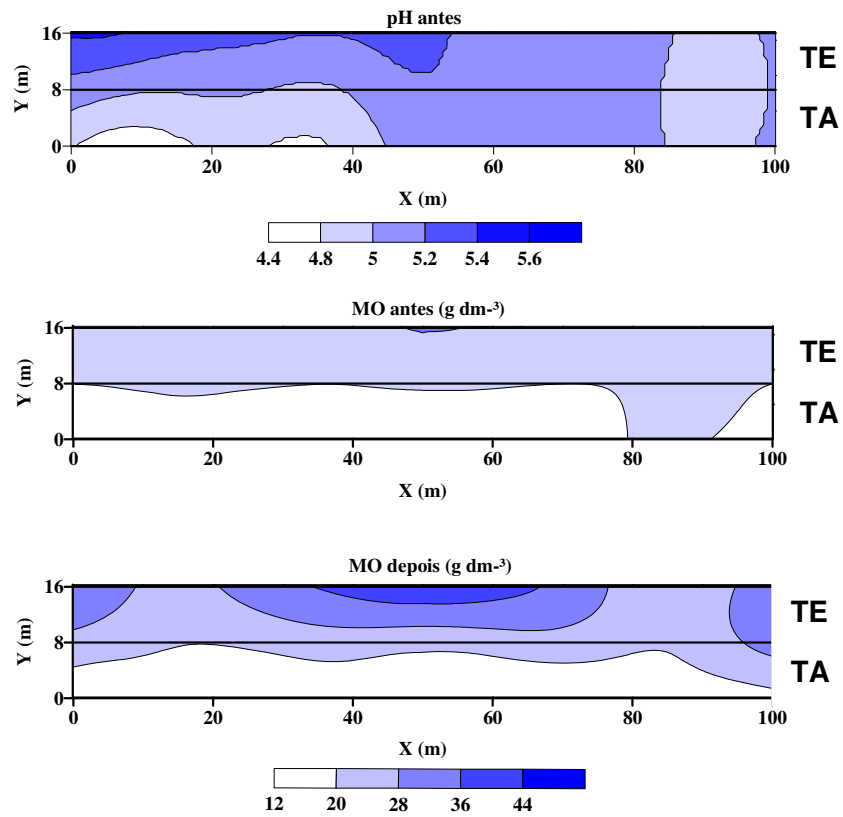 pH antes
16
8
0
Y (m)
TE
TA
0 20 40 60 80 100
X (m)
4.4 4.8 5 5.2 5.4 5.6
MO antes (g dm-³)
16
8
0
Y (m)
TE
TA
0 20 40 60 80 100
X (m)
MO depois (g dm-³)
16
8
0
Y (m)
TE
TA
0 20 40 60 80 100
X (m)
12 20 28 36 44